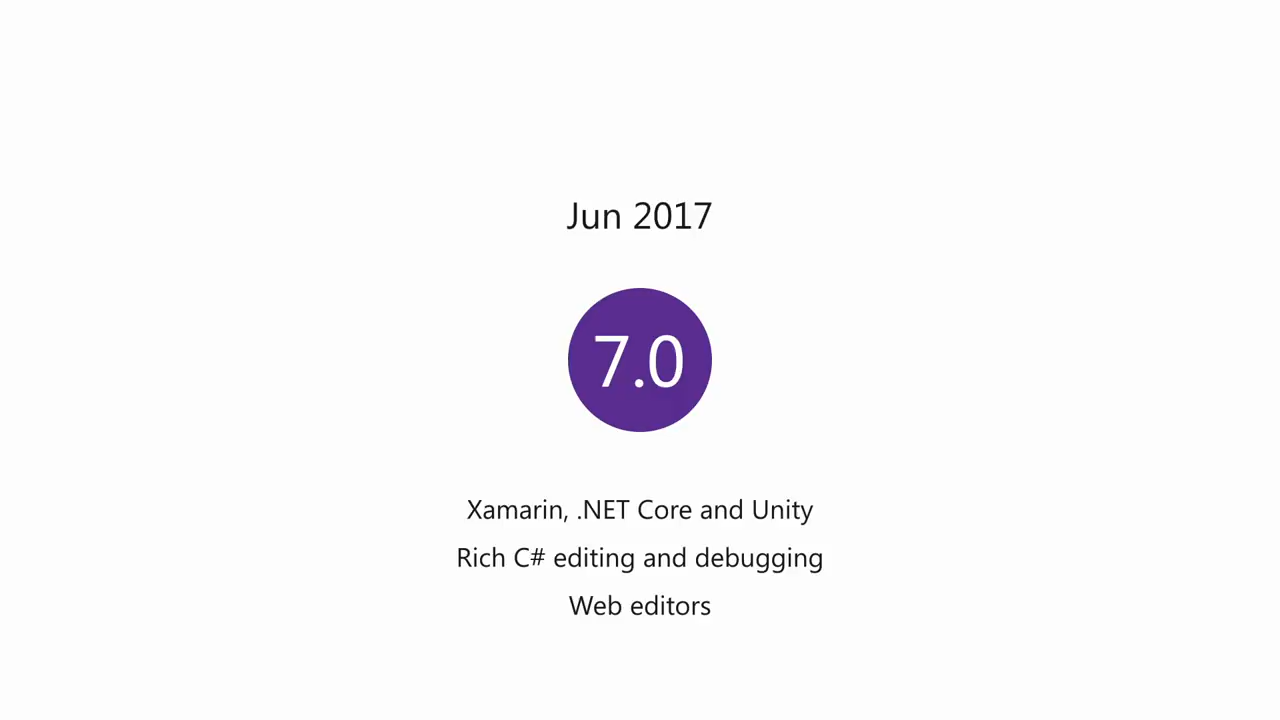 Jun 2017
7.0
Xamarin, .NET Core and Unity
Rich C# editing and debugging
Web editors